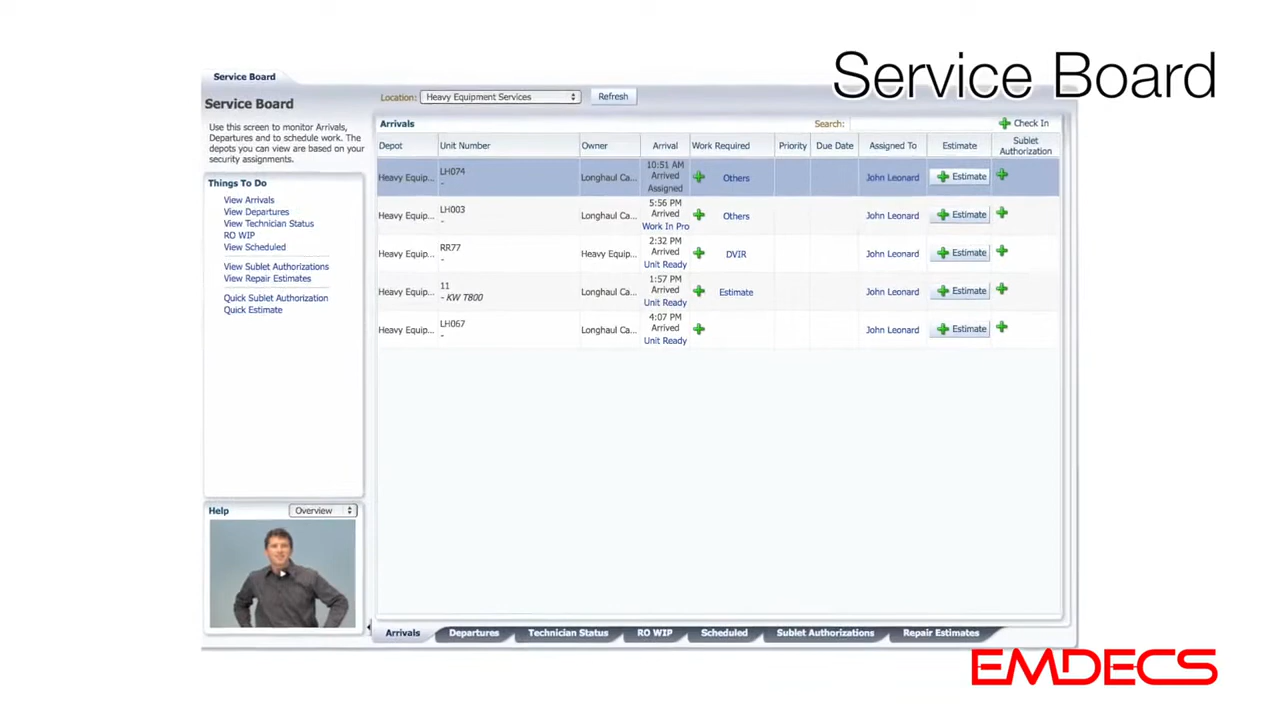 Service Board
Service Board
Service Board
Use this screen to monitor Arrivals,
Departures and to schedule work. The
depots you can view are based on your
security assignments.
Things To Do
View Arrivals
View Departures
View Technician Status
RO WIP
View Scheduled
View Sublet Authorizations
View Repair Estimates
Quick Sublet Authorization
Quick Estimate
Help Overview
Location: Heavy Equipment Services Refresh
Arrivals Search: Check In
Depot Unit Number Owner Arrival Work Required Priority Due Date Assigned To Estimate Sublet Authorization
Heavy Equip... LH074 - Longhaul Ca... 10:51 AM Arrived Assigned Others John Leonard Estimate
Heavy Equip... LH003 - Longhaul Ca... 5:56 PM Arrived Work In Pro Others John Leonard Estimate
Heavy Equip... RR77 - Heavy Equip... 2:32 PM Arrived Unit Ready DVIR John Leonard Estimate
Heavy Equip... 11 - KW T800 Longhaul Ca... 1:57 PM Arrived Unit Ready Estimate John Leonard Estimate
Heavy Equip... LH067 - Longhaul Ca... 4:07 PM Arrived Unit Ready John Leonard Estimate
Arrivals Departures Technician Status RO WIP Scheduled Sublet Authorizations Repair Estimates
EMDECS